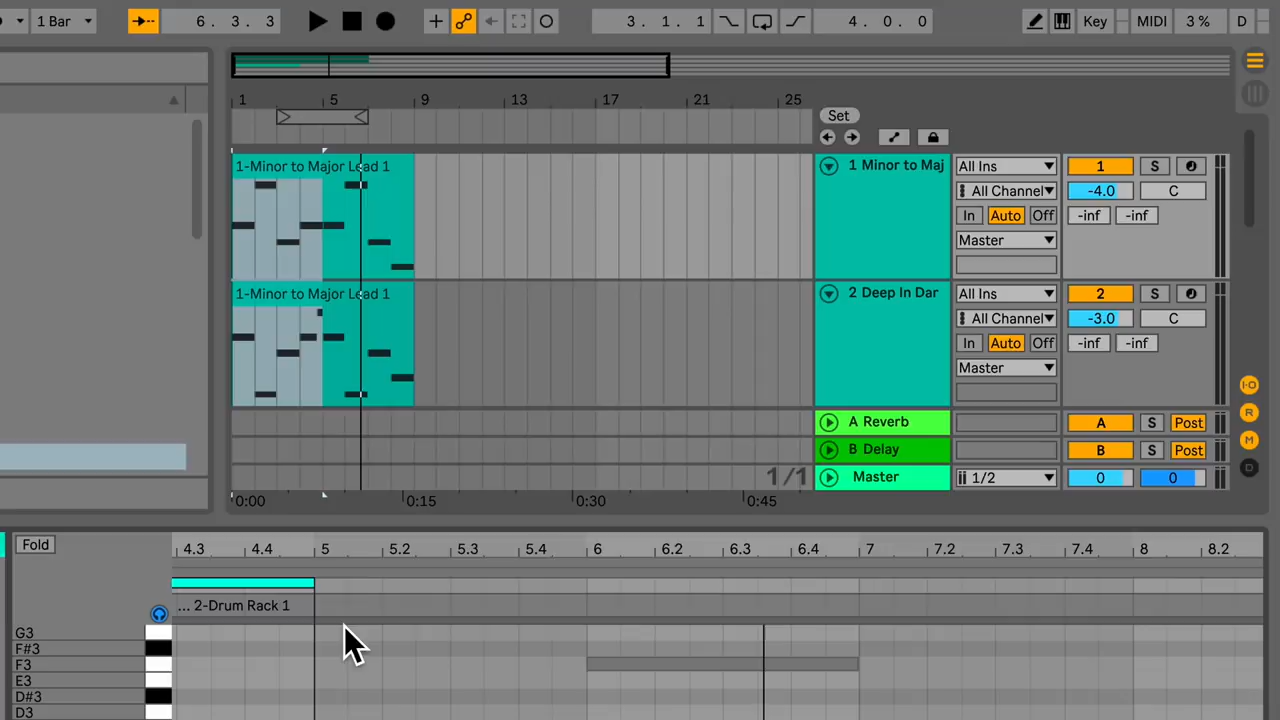 1 Bar 6. 3. 3 3. 1. 1 4. 0. 0 Key MIDI 3 % D
1 5 9 13 17 21 25
Set
1-Minor to Major Lead 1 1 Minor to Maj All Ins 1 S
All Channel -4.0 C
In Auto Off -inf -inf
Master
1-Minor to Major Lead 1 2 Deep In Dar All Ins 2 S
All Channel -3.0 C
In Auto Off -inf -inf
Master
A Reverb A S Post
B Delay B S Post
1/1 Master 1/2 0 0
0:00 0:15 0:30 0:45
I·O
R
M
D
Fold 4.3 4.4 5 5.2 5.3 5.4 6 6.2 6.3 6.4 7 7.2 7.3 7.4 8 8.2
... 2-Drum Rack 1
G3
F#3
F3
E3
D#3
D3